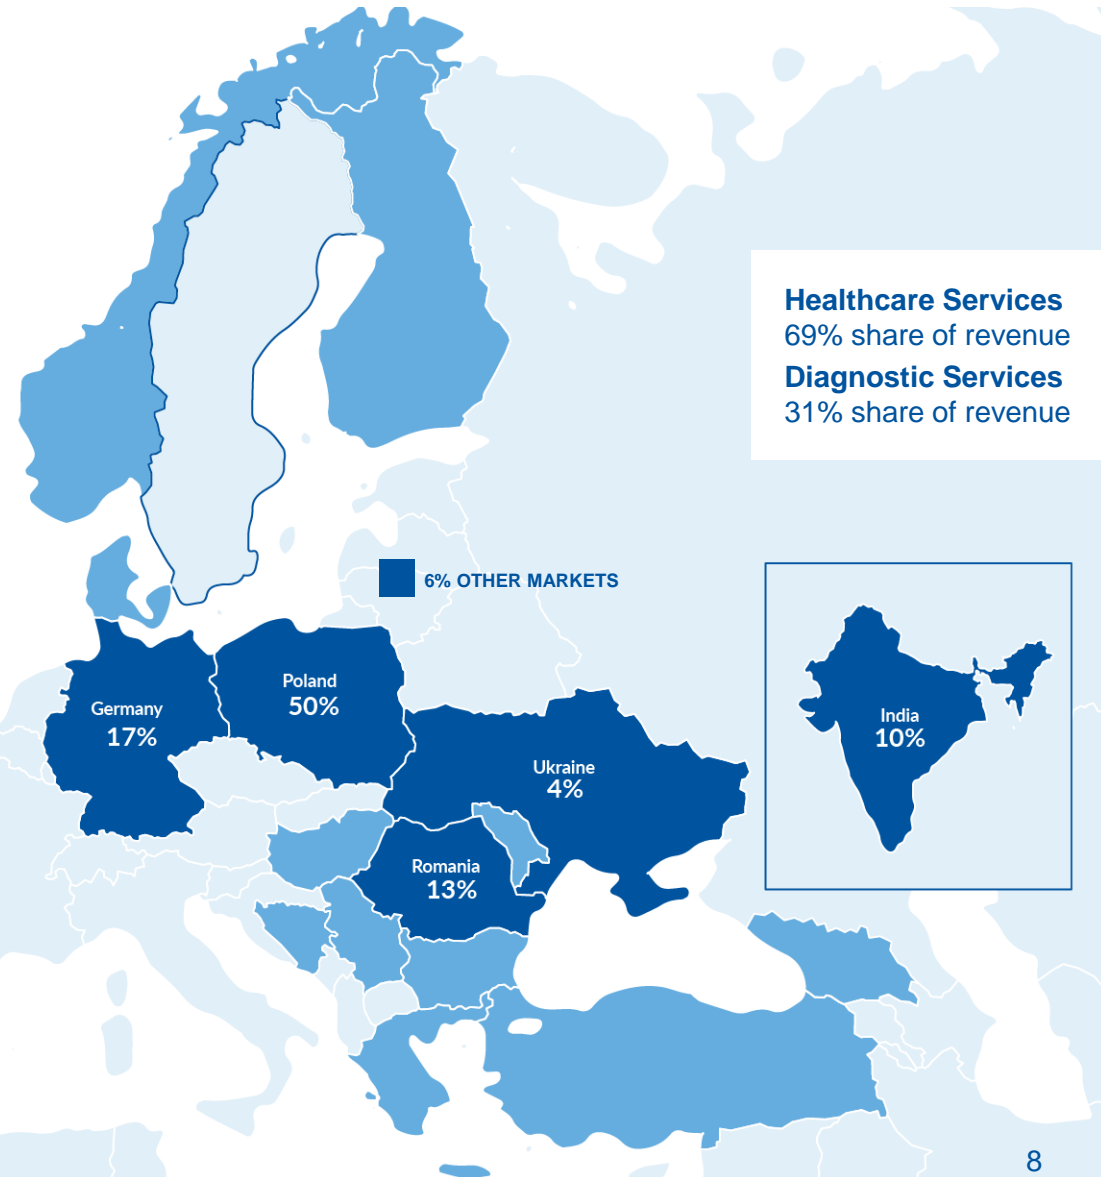 Healthcare Services
69% share of revenue
Diagnostic Services
31% share of revenue
6% OTHER MARKETS
Poland
50%
Germany
17%
India
10%
Ukraine
4%
Romania
13%
8